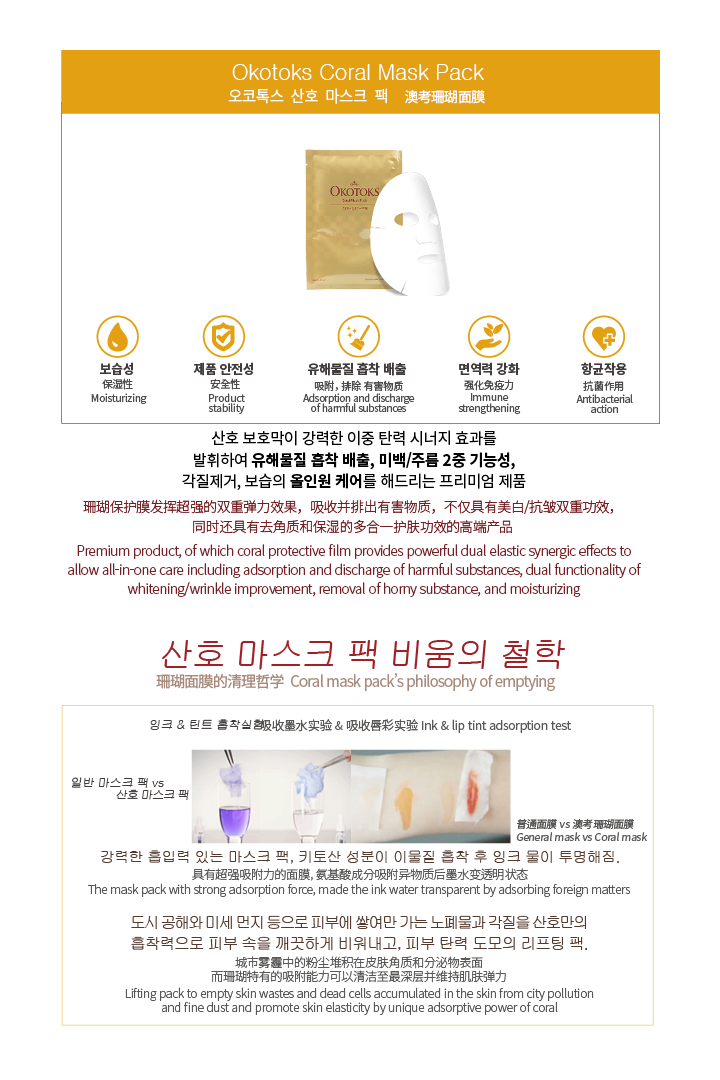 Okotoks Coral Mask Pack
오코톡스 산호 마스크 팩 澳考珊瑚面膜
OKOTOKS
Coral Mask Pack
보습성
保湿性
Moisturizing
제품 안전성
安全性
Product
stability
유해물질 흡착 배출
吸附, 排除 有害物质
Adsorption and discharge
of harmful substances
면역력 강화
强化免疫力
Immune
strengthening
항균작용
抗菌作用
Antibacterial
action
산호 보호막이 강력한 이중 탄력 시너지 효과를
발휘하여 유해물질 흡착 배출, 미백/주름 2중 기능성,
각질제거, 보습의 올인원 케어를 해드리는 프리미엄 제품
珊瑚保护膜发挥超强的双重弹力效果，吸收并排出有害物质，不仅具有美白/抗皱双重功效，
同时还具有去角质和保湿的多合一护肤功效的高端产品
Premium product, of which coral protective film provides powerful dual elastic synergic effects to
allow all-in-one care including adsorption and discharge of harmful substances, dual functionality of
whitening/wrinkle improvement, removal of horny substance, and moisturizing
산호 마스크 팩 비움의 철학
珊瑚面膜的清理哲学 Coral mask pack's philosophy of emptying
잉크 & 틴트 흡착실험 吸收墨水实验 & 吸收唇彩实验 Ink & lip tint adsorption test
일반 마스크 팩 vs
산호 마스크 팩
普通面膜 vs 澳考珊瑚面膜
General mask vs Coral mask
강력한 흡입력 있는 마스크 팩, 키토산 성분이 이물질 흡착 후 잉크 물이 투명해짐.
具有超强吸附力的面膜, 氨基酸成分吸附异物质后墨水变透明状态
The mask pack with strong adsorption force, made the ink water transparent by adsorbing foreign matters
도시 공해와 미세 먼지 등으로 피부에 쌓여만 가는 노폐물과 각질을 산호만의
흡착력으로 피부 속을 깨끗하게 비워내고, 피부 탄력 도모의 리프팅 팩.
城市雾霾中的粉尘堆积在皮肤角质和分泌物表面
而珊瑚特有的吸附能力可以清洁至最深层并维持肌肤弹力
Lifting pack to empty skin wastes and dead cells accumulated in the skin from city pollution
and fine dust and promote skin elasticity by unique adsorptive power of coral